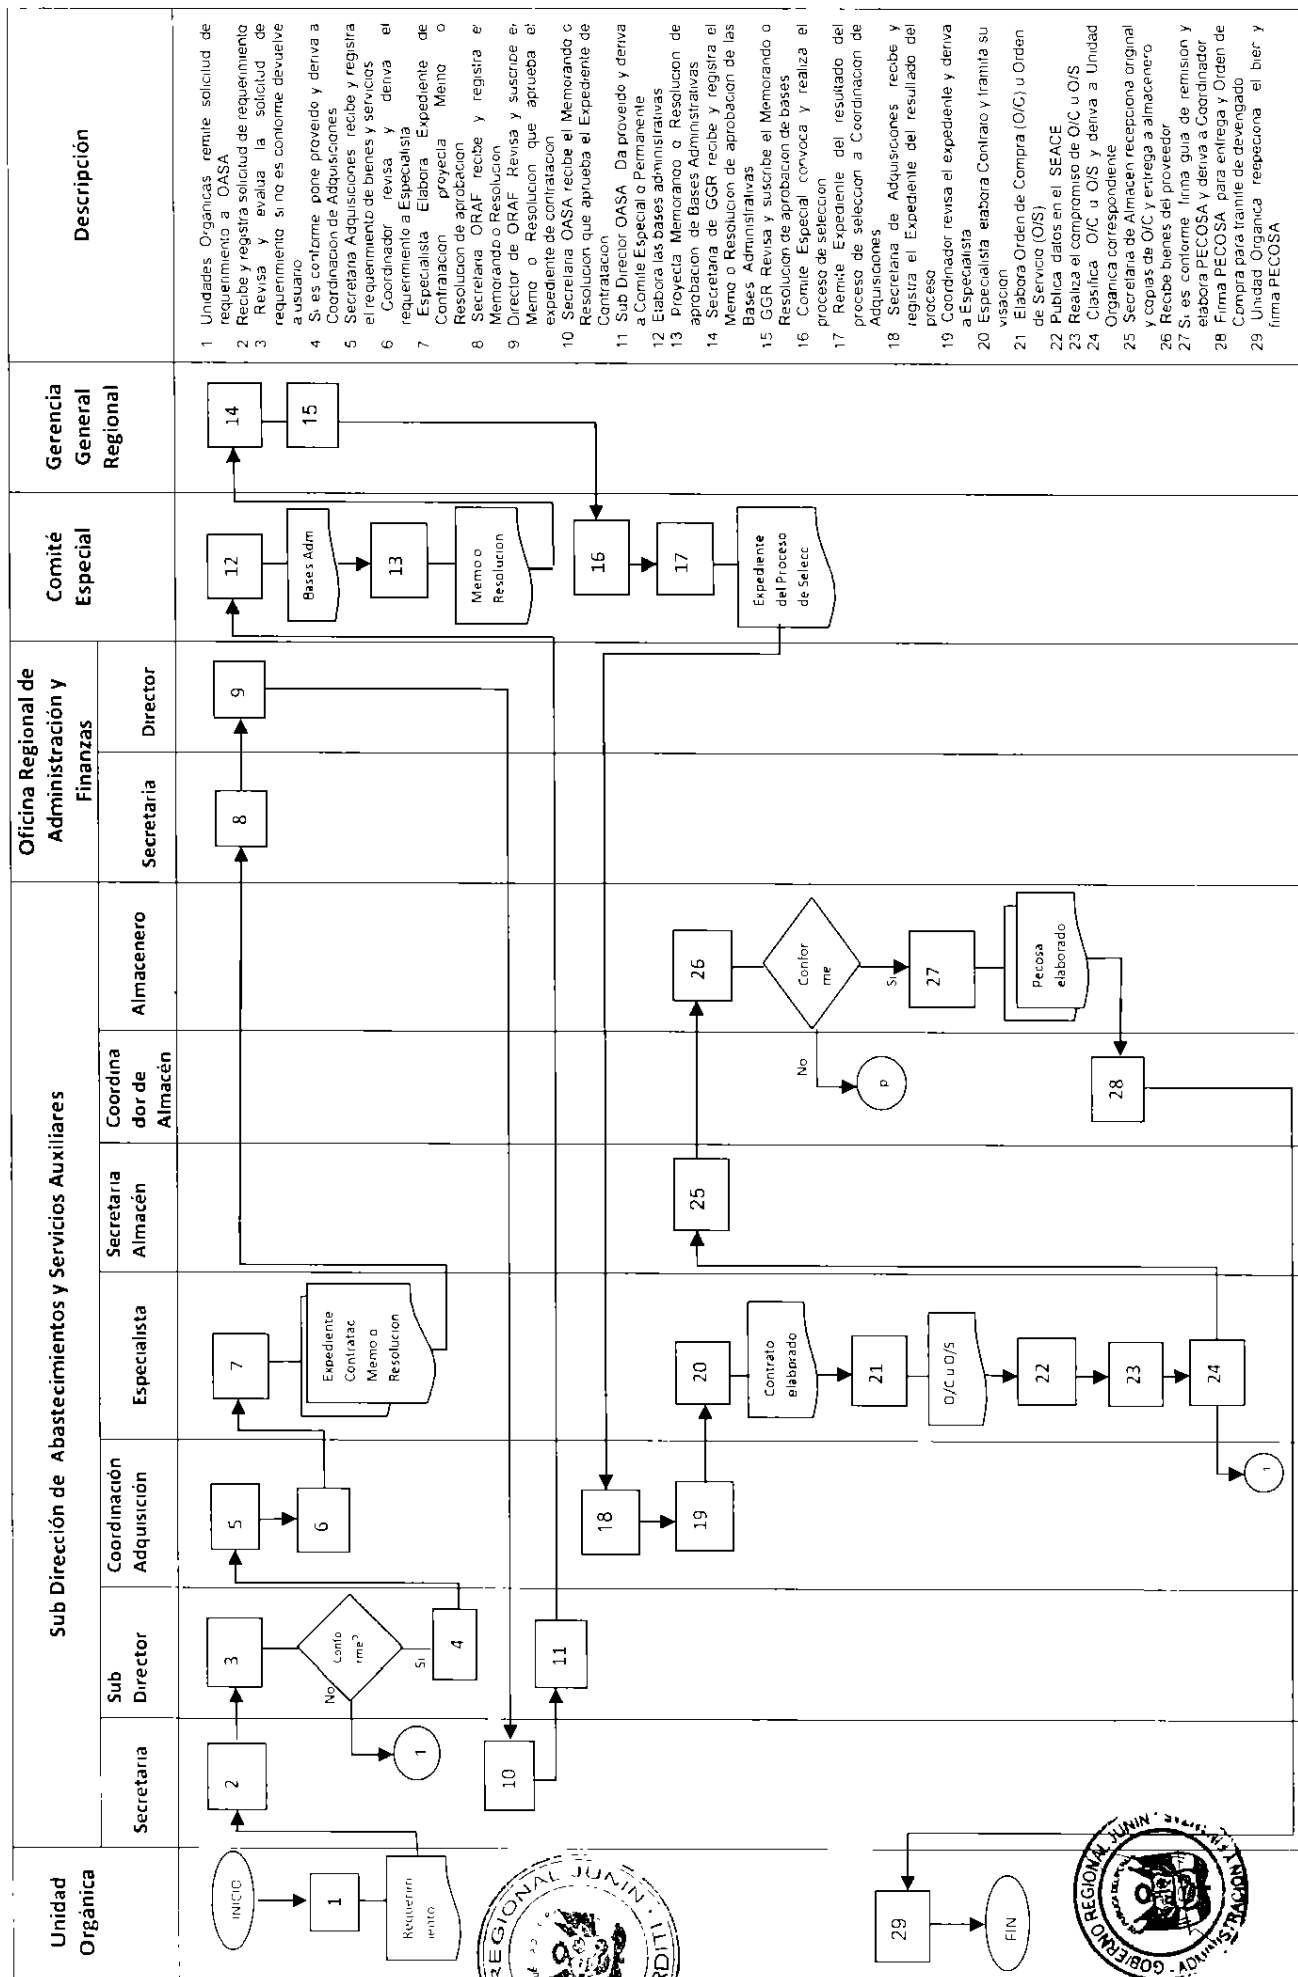 Unidad
Orgánica
Sub Dirección de Abastecimientos y Servicios Auxiliares
Secretaria
Sub
Director
Coordinación
Adquisición
Especialista
Secretaria
Almacén
Coordina
dor de
Almacén
Almacenero
Oficina Regional de
Administración y
Finanzas
Secretaria
Director
Comité
Especial
Gerencia
General
Regional
Descripción
INICIO
1
Requerim
iento
2
3
Confo
rme?
No
Si
1
4
5
6
7
Expediente
Contratac
Memo o
Resolucion
8
9
10
11
12
Bases Adm
13
Memo o
Resolucion
14
15
16
17
Expediente
del Proceso
de Selecc
18
19
20
Contrato
elaborado
21
O/C u O/S
22
23
24
1
25
26
Confor
me
No
Si
P
27
Pecosa
elaborado
28
29
FIN
1 Unidades Orgánicas remite solicitud de
requerimiento a OASA
2 Recibe y registra solicitud de requerimiento
3 Revisa y evalua la solicitud de
requerimiento si no es conforme devuelve
a usuario
4 Si es conforme pone proveido y deriva a
Coordinacion de Adquisiciones
5 Secretaria Adquisiciones recibe y registra
el requerimiento de bienes y servicios
6 Coordinador revisa y deriva el
requerimiento a Especialista
7 Especialista Elabora Expediente de
Contratacion proyecta Memo o
Resolucion de aprobacion
8 Secretaria ORAF recibe y registra el
Memorando o Resolucion
9 Director de ORAF Revisa y suscribe el
Memo o Resolucion que aprueba el
expediente de contratacion
10 Secretaria OASA recibe el Memorando o
Resolucion que aprueba el Expediente de
Contratacion
11 Sub Director OASA Da proveido y deriva
a Comite Especial o Permanente
12 Elabora las bases administrativas
13 Proyecta Memorando o Resolucion de
aprobacion de Bases Administrativas
14 Secretaria de GGR recibe y registra el
Memo o Resolucion de aprobacion de las
Bases Administrativas
15 GGR Revisa y suscribe el Memorando o
Resolucion de aprobacion de bases
16 Comite Especial convoca y realiza el
proceso de seleccion
17 Remite Expediente del resultado del
proceso de seleccion a Coordinacion de
Adquisiciones
18 Secretaria de Adquisiciones recibe y
registra el Expediente del resultado del
proceso
19 Coordinador revisa el expediente y deriva
a Especialista
20 Especialista elabora Contrato y tramita su
visacion
21 Elabora Orden de Compra (O/C) u Orden
de Servicio (O/S)
22 Publica datos en el SEACE
23 Realiza el compromiso de O/C u O/S
24 Clasifica O/C u O/S y deriva a Unidad
Organica correspondiente
25 Secretaria de Almacen recepciona original
y copias de O/C y entrega a almacenero
26 Recibe bienes del proveedor
27 Si es conforme firma guia de remision y
elabora PECOSA y deriva a Coordinador
28 Firma PECOSA para entrega y Orden de
Compra para tramite de devengado
29 Unidad Organica repeciona el bien y
firma PECOSA
REGIONAL JUNIN
GOBIERNO REGIONAL JUNIN